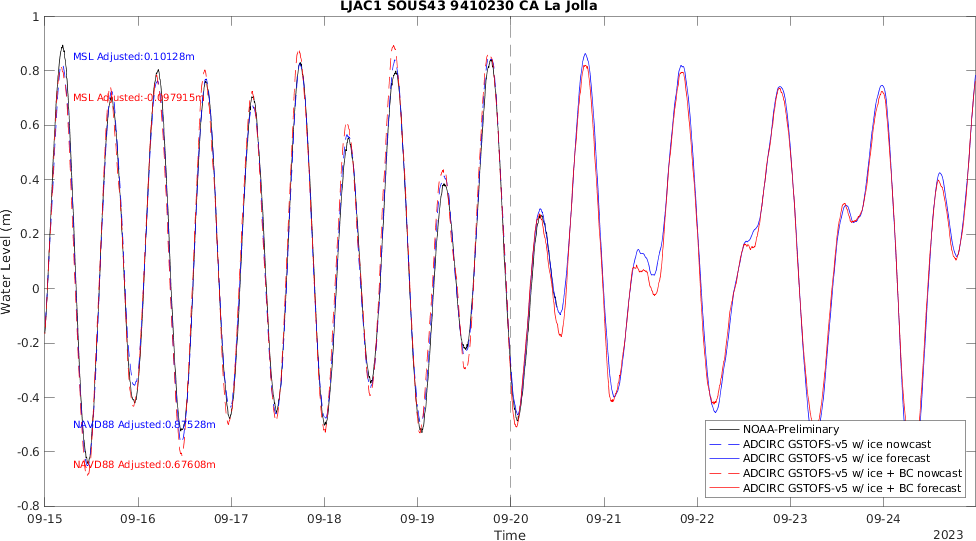 LJAC1 SOUS43 9410230 CA La Jolla
1
0.8
0.6
0.4
0.2
0
-0.2
-0.4
-0.6
-0.8
Water Level (m)
MSL Adjusted:0.10128m
MSL Adjusted:-0.097915m
NAVD88 Adjusted:0.87528m
NAVD88 Adjusted:0.67608m
NOAA-Preliminary
ADCIRC GSTOFS-v5 w/ ice nowcast
ADCIRC GSTOFS-v5 w/ ice forecast
ADCIRC GSTOFS-v5 w/ ice + BC nowcast
ADCIRC GSTOFS-v5 w/ ice + BC forecast
09-15 09-16 09-17 09-18 09-19 09-20 09-21 09-22 09-23 09-24
Time
2023